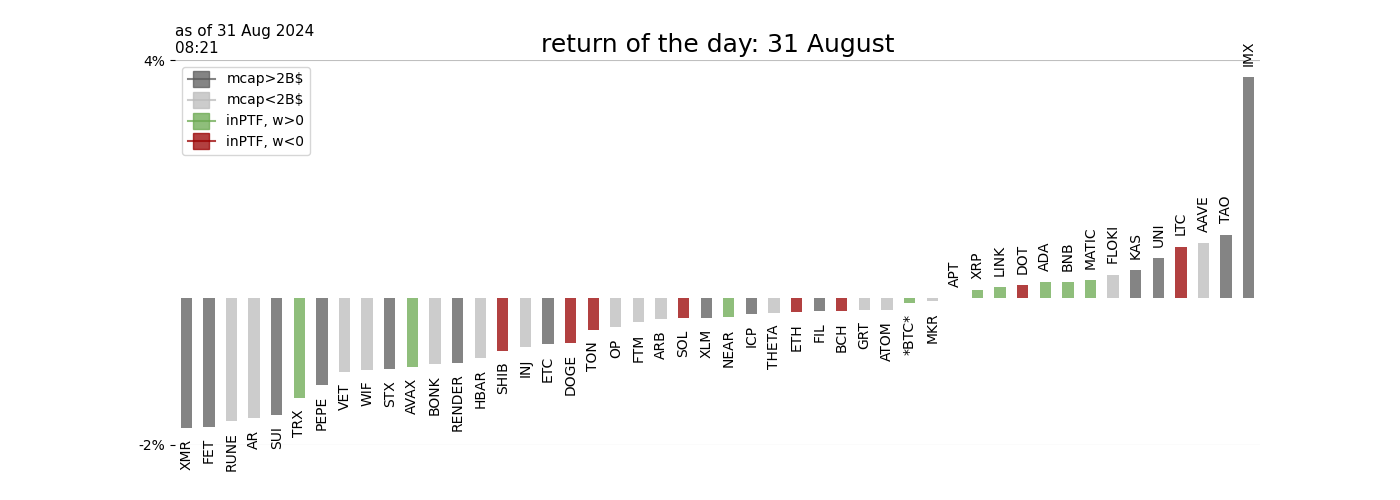 as of 31 Aug 2024
08:21
return of the day: 31 August
4%
-2%
mcap>2B$
mcap<2B$
inPTF, w>0
inPTF, w<0
XMR
FET
RUNE
AR
SUI
TRX
PEPE
VET
WIF
STX
AVAX
BONK
RENDER
HBAR
SHIB
INJ
ETC
DOGE
TON
OP
FTM
ARB
SOL
XLM
NEAR
ICP
THETA
ETH
FIL
BCH
GRT
ATOM
*BTC*
MKR
APT
XRP
LINK
DOT
ADA
BNB
MATIC
FLOKI
KAS
UNI
LTC
AAVE
TAO
IMX